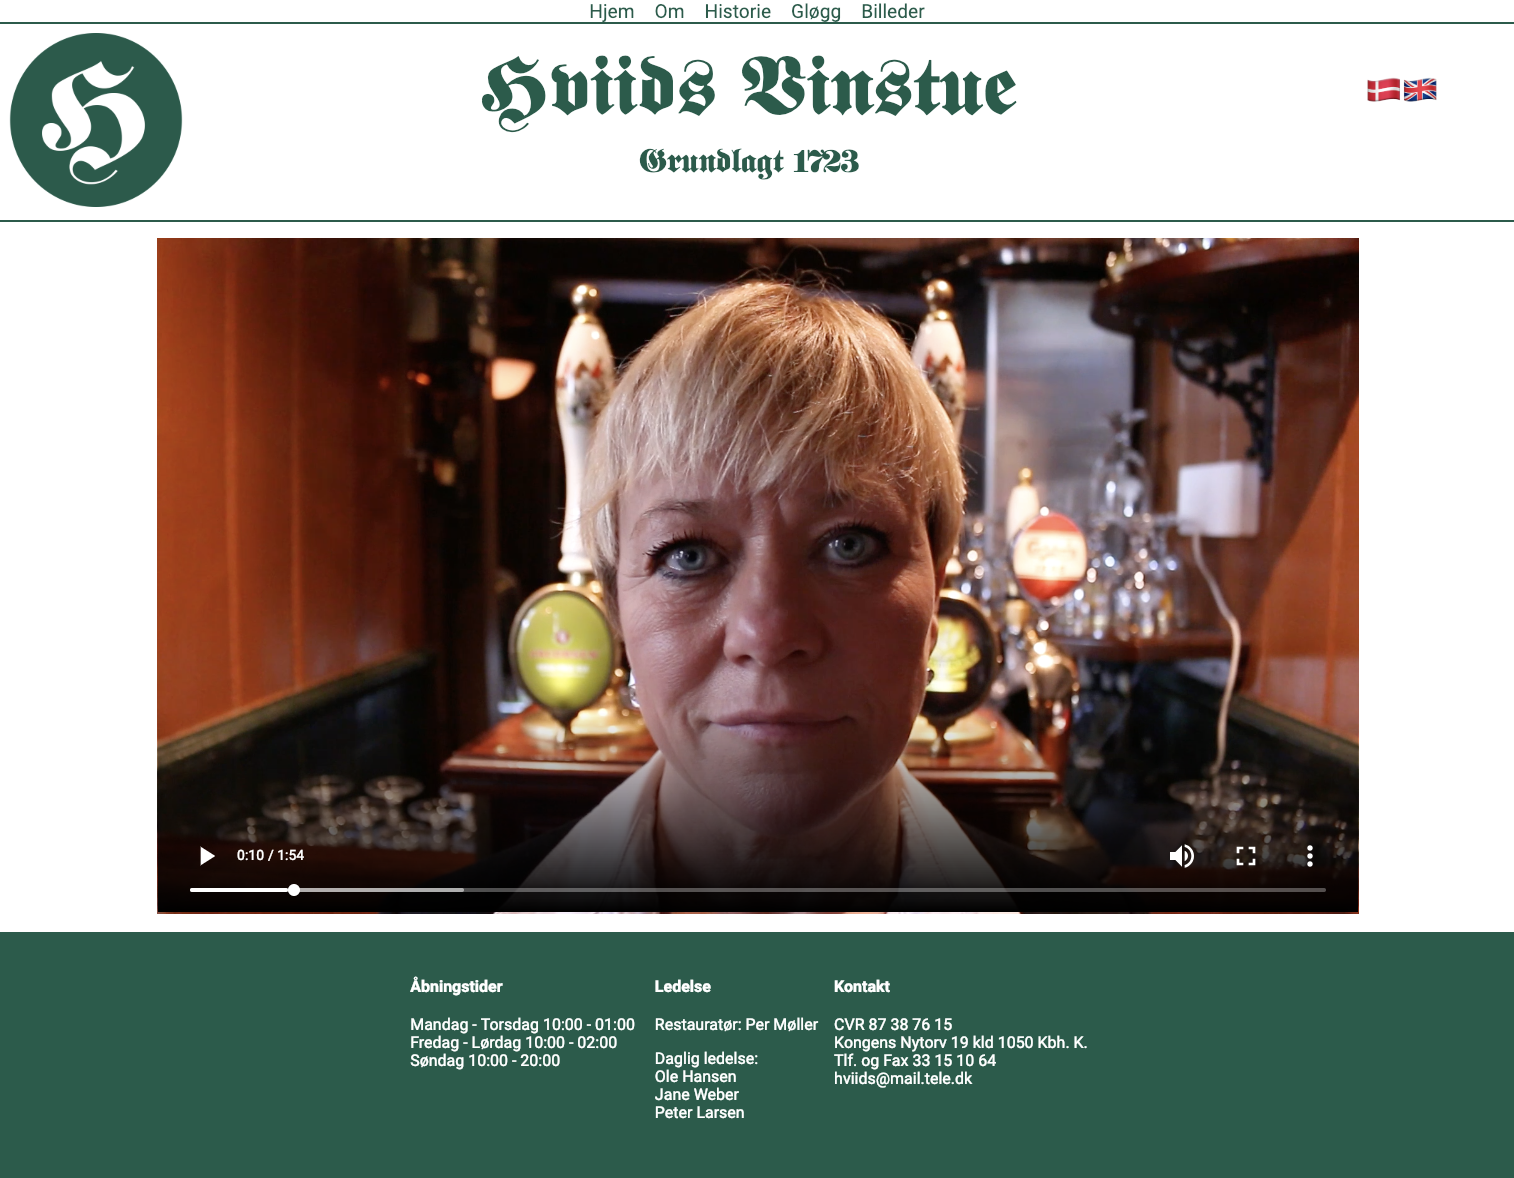 Hjem Om Historie Gløgg Billeder
H
Hviids Vinstue
Grundlagt 1723
0:10 / 1:54
Åbningstider
Mandag - Torsdag 10:00 - 01:00
Fredag - Lørdag 10:00 - 02:00
Søndag 10:00 - 20:00
Ledelse
Restauratør: Per Møller
Daglig ledelse:
Ole Hansen
Jane Weber
Peter Larsen
Kontakt
CVR 87 38 76 15
Kongens Nytorv 19 kld 1050 Kbh. K.
Tlf. og Fax 33 15 10 64
hviids@mail.tele.dk